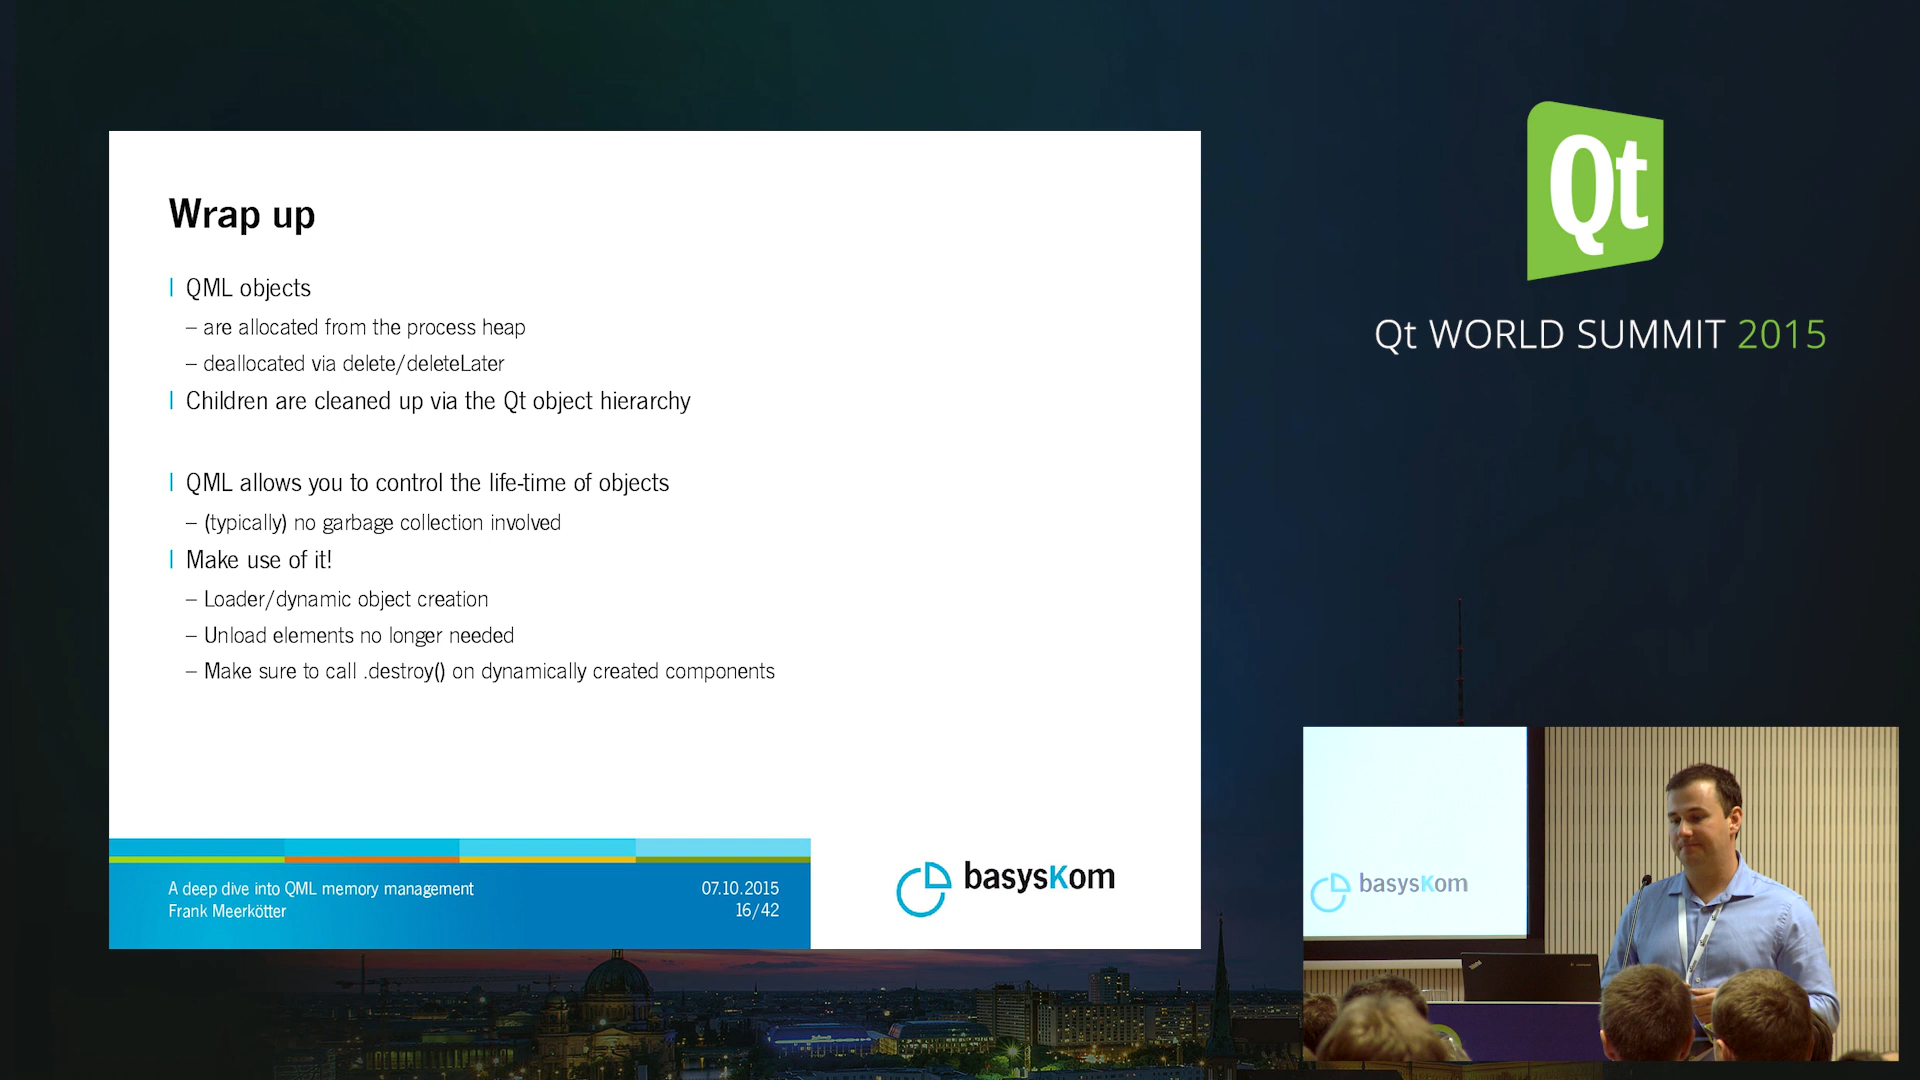 Wrap up
| QML objects
– are allocated from the process heap
– deallocated via delete/deleteLater
| Children are cleaned up via the Qt object hierarchy
| QML allows you to control the life-time of objects
– (typically) no garbage collection involved
| Make use of it!
– Loader/dynamic object creation
– Unload elements no longer needed
– Make sure to call .destroy() on dynamically created components
A deep dive into QML memory management
Frank Meerkötter
07.10.2015
16/42
basysKom
Qt
Qt WORLD SUMMIT 2015
basysKom